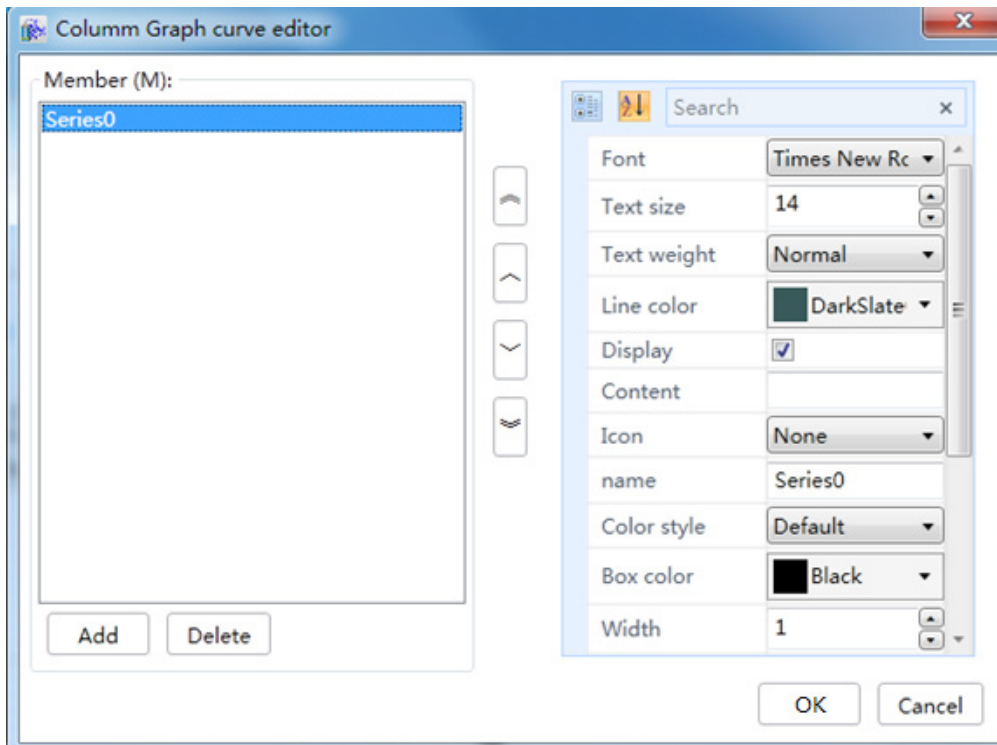 Columm Graph curve editor
Member (M):
Series0
Add
Delete
Search
Font Times New Rc
Text size 14
Text weight Normal
Line color DarkSlate
Display
Content
Icon None
name Series0
Color style Default
Box color Black
Width 1
OK
Cancel